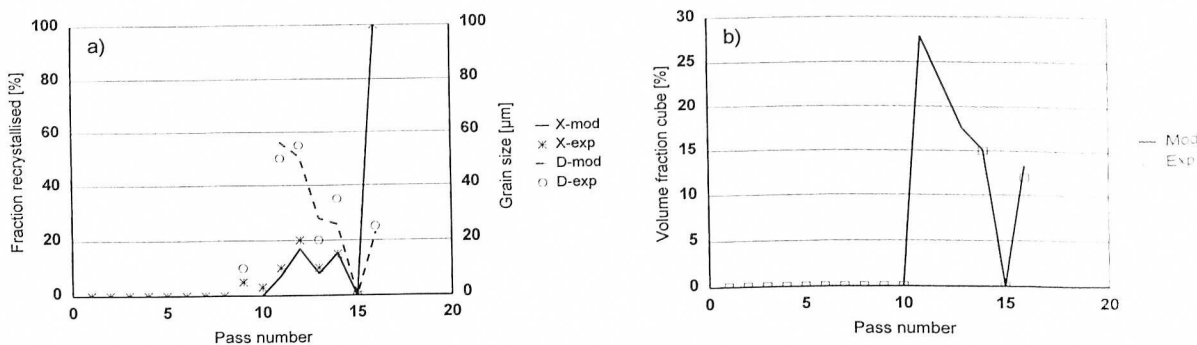 a)
Fraction recrystallised [%]
100
80
60
40
20
0
0
5
10
15
20
Pass number
100
80
60
40
20
0
Grain size [µm]
X-mod
X-exp
D-mod
D-exp
b)
Volume fraction cube [%]
30
25
20
15
10
5
0
0
5
10
15
20
Pass number
Mod
Exp